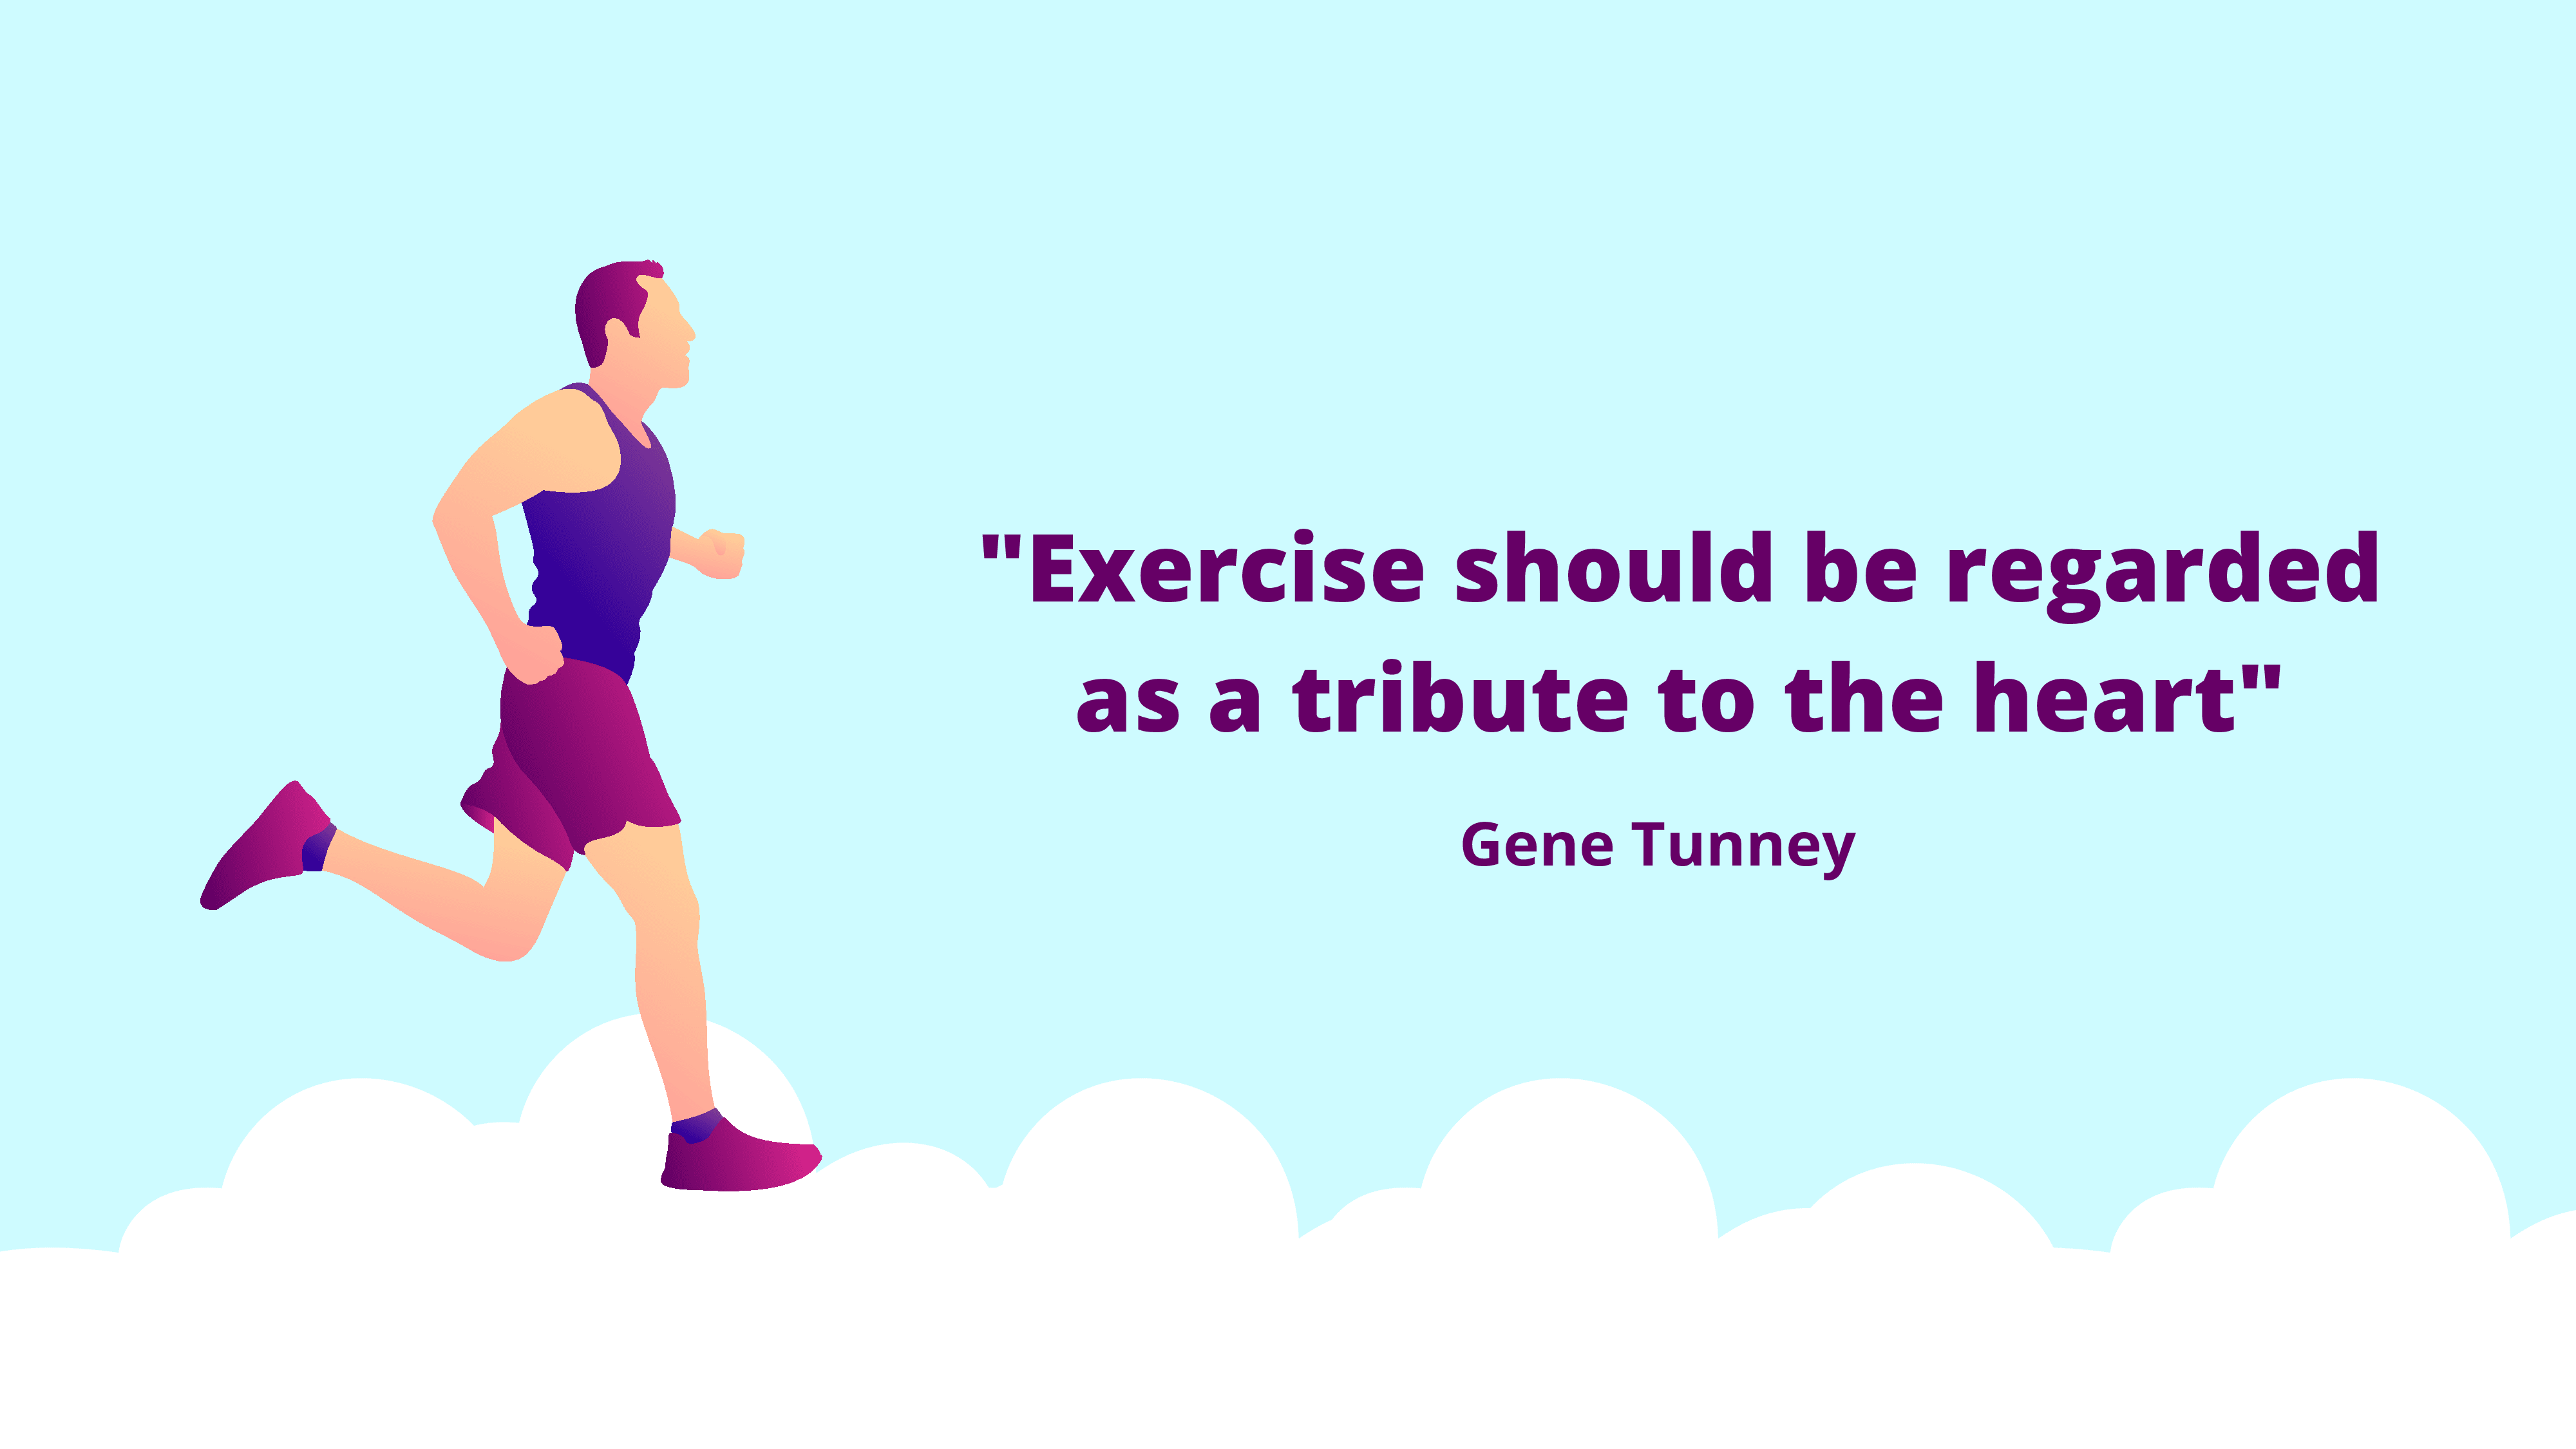 "Exercise should be regarded
as a tribute to the heart"
Gene Tunney